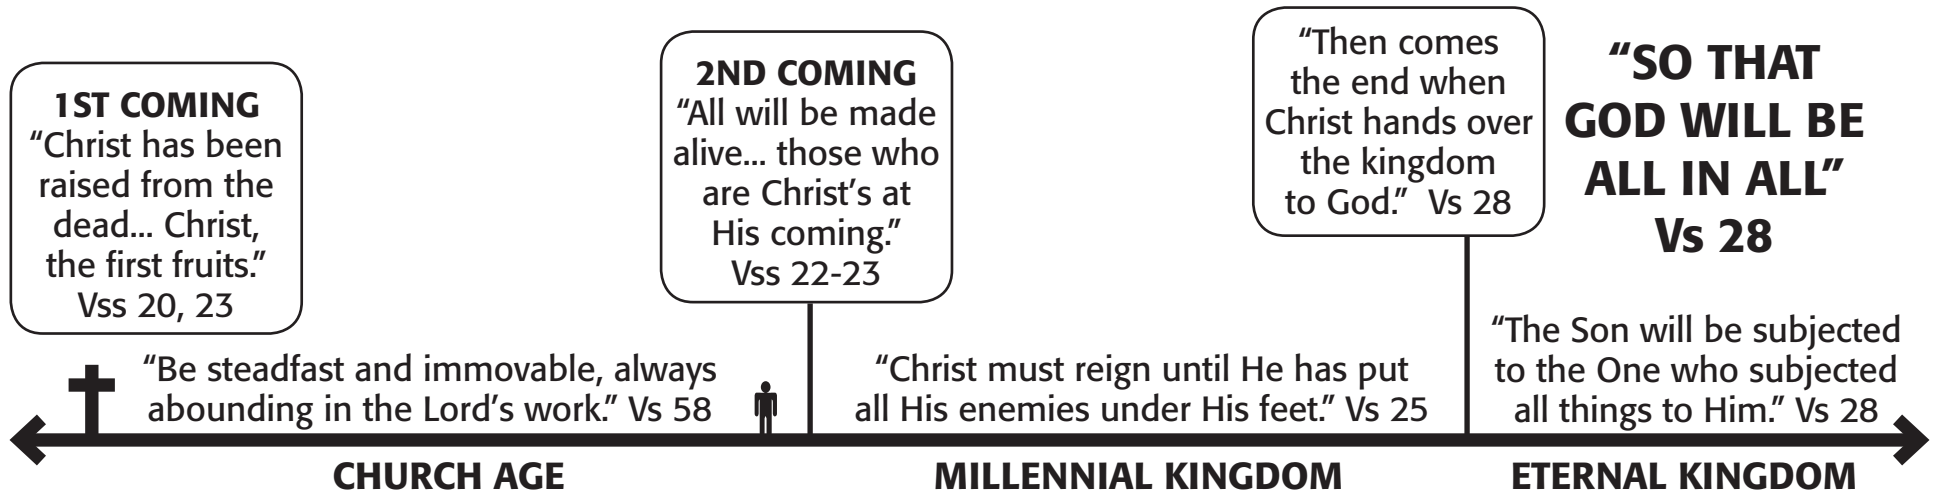 1ST COMING
“Christ has been
raised from the
dead... Christ,
the first fruits.”
Vss 20, 23
“Be steadfast and immovable, always
abounding in the Lord’s work.” Vs 58
2ND COMING
“All will be made
alive... those who
are Christ’s at
His coming.”
Vss 22-23
“Christ must reign until He has put
all His enemies under His feet.” Vs 25
“Then comes
the end when
Christ hands over
the kingdom
to God.” Vs 28
“SO THAT
GOD WILL BE
ALL IN ALL”
Vs 28
“The Son will be subjected
to the One who subjected
all things to Him.” Vs 28
CHURCH AGE
MILLENNIAL KINGDOM
ETERNAL KINGDOM